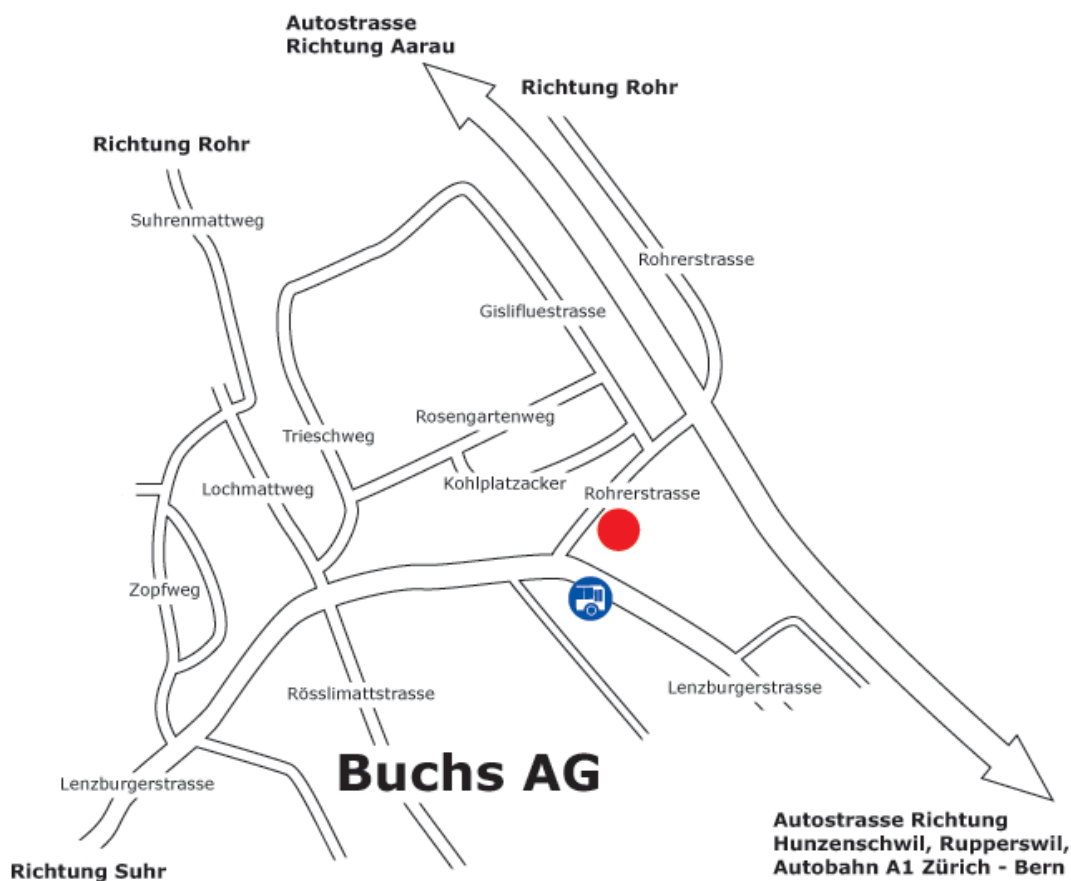 Autostrasse
Richtung Aarau
Richtung Rohr
Richtung Rohr
Suhrenmattweg
Rohrerstrasse
Gislifluestrasse
Rosengartenweg
Trieschweg
Kohlplatzacker
Lochmattweg
Rohrerstrasse
Zopfweg
Lenzburgerstrasse
Rösslimattstrasse
Buchs AG
Lenzburgerstrasse
Autostrasse Richtung
Hunzenschwil, Rupperswil,
Autobahn A1 Zürich - Bern
Richtung Suhr